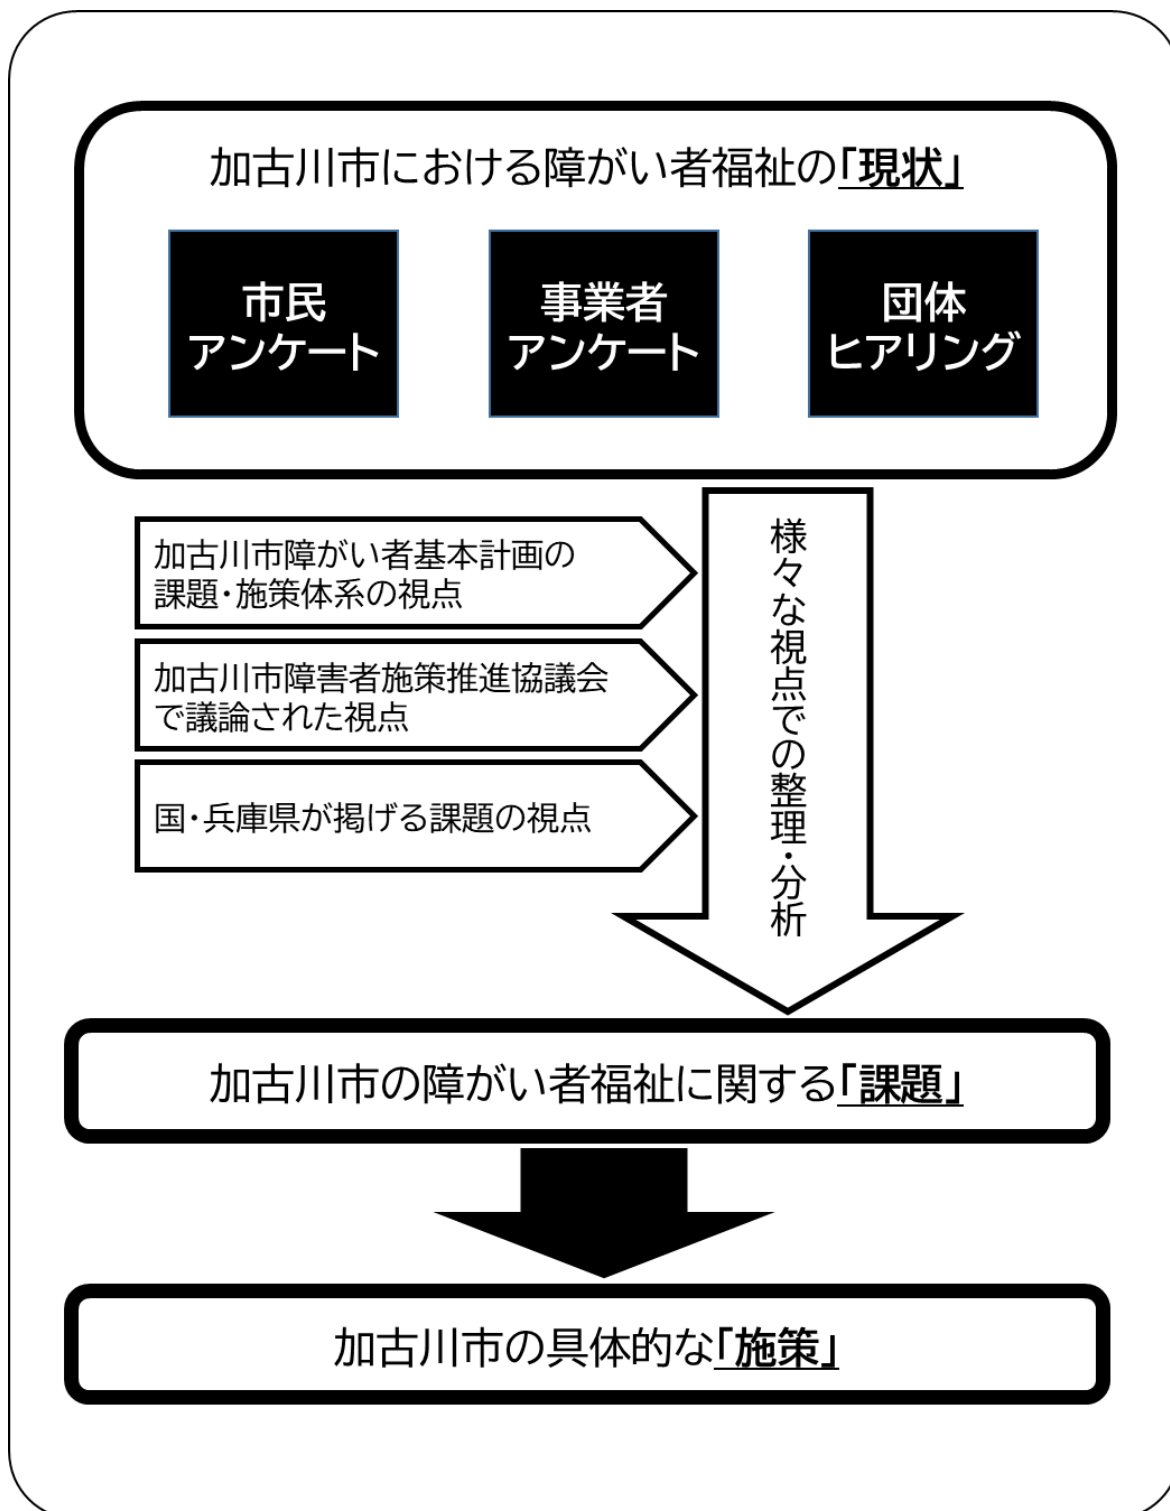 加古川市における障がい者福祉の「現状」
市民
アンケート
事業者
アンケート
団体
ヒアリング
加古川市障がい者基本計画の
課題・施策体系の視点
加古川市障害者施策推進協議会
で議論された視点
国・兵庫県が掲げる課題の視点
様々な視点での整理・分析
加古川市の障がい者福祉に関する「課題」
加古川市の具体的な「施策」